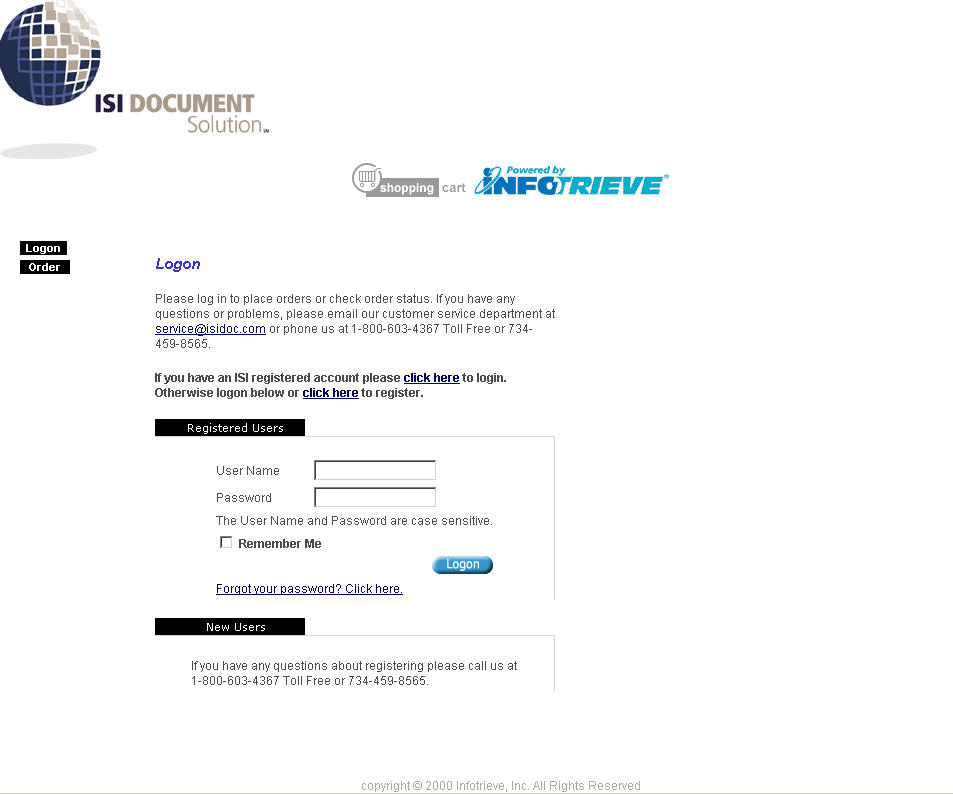 ISI DOCUMENT
Solution SM
shopping cart
Powered by
INFOTRIEVE®
Logon
Order
Logon
Please log in to place orders or check order status. If you have any
questions or problems, please email our customer service department at
service@isidoc.com or phone us at 1-800-603-4367 Toll Free or 734-
459-8565.
If you have an ISI registered account please click here to login.
Otherwise logon below or click here to register.
Registered Users
User Name
Password
The User Name and Password are case sensitive.
Remember Me
Logon
Forgot your password? Click here.
New Users
If you have any questions about registering please call us at
1-800-603-4367 Toll Free or 734-459-8565.
copyright © 2000 Infotrieve, Inc. All Rights Reserved